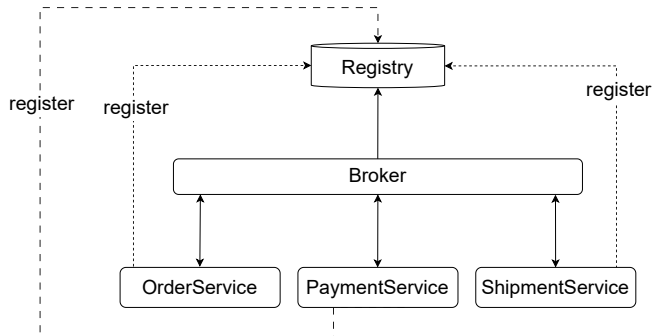 Registry
register
register
register
Broker
OrderService
PaymentService
ShipmentService